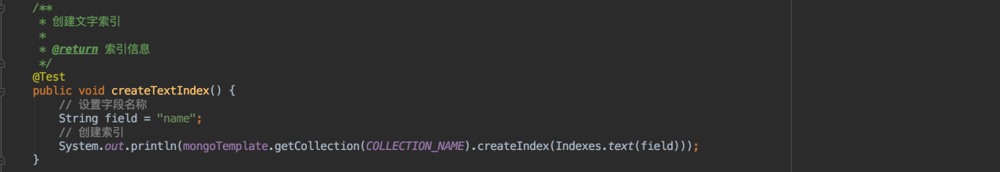 /**
 * 创建文字索引
 *
 * @return 索引信息
 */
@Test
public void createTextIndex() {
    // 设置字段名称
    String field = "name";
    // 创建索引
    System.out.println(mongoTemplate.getCollection(COLLECTION_NAME).createIndex(Indexes.text(field)));
}